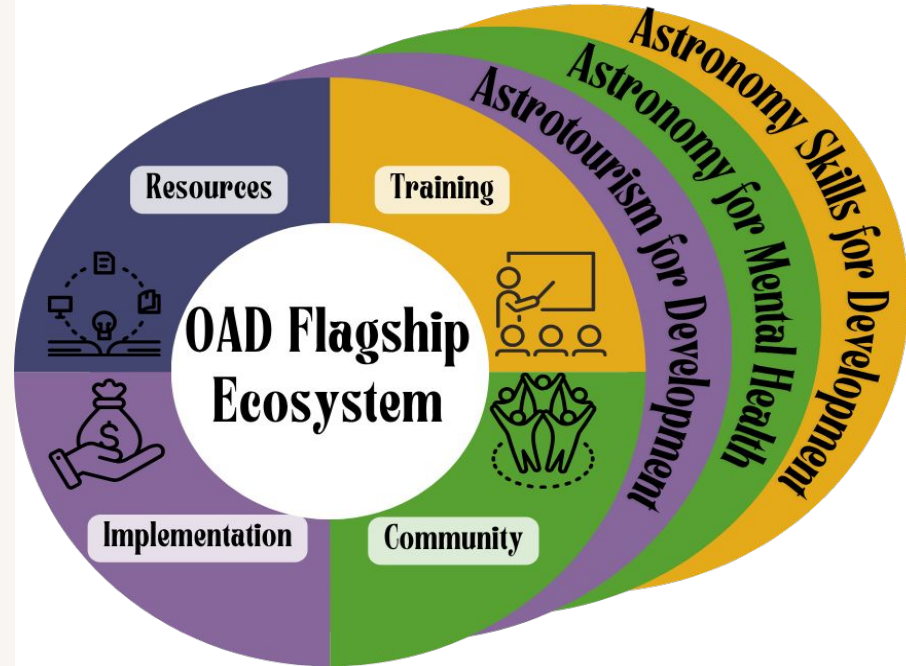 Resources
Training
OAD Flagship
Ecosystem
Implementation
Community
Astrotourism for Development
Astronomy for Mental Health
Astronomy Skills for Development
$